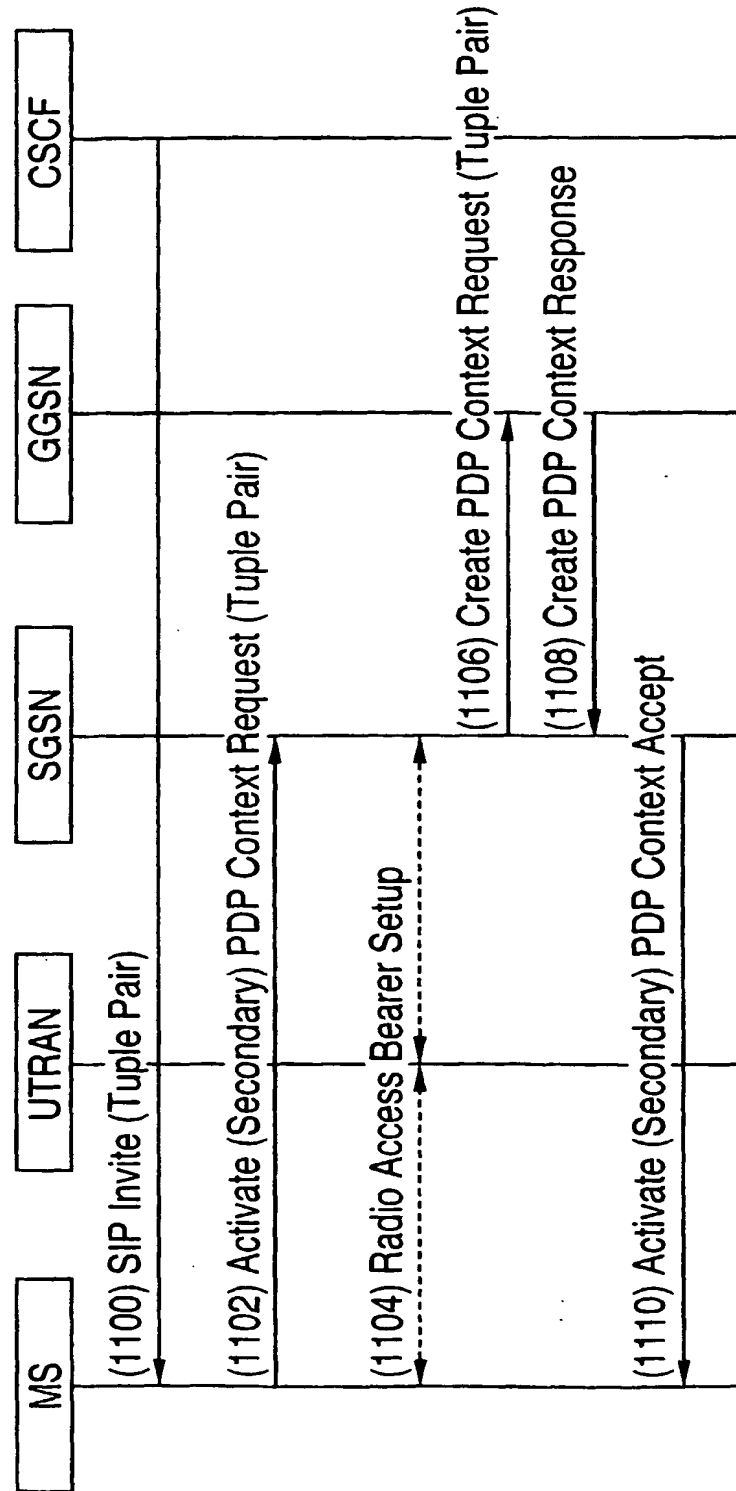 MS
UTRAN
SGSN
GGSN
CSCF
(1100) SIP Invite (Tuple Pair)
(1102) Activate (Secondary) PDP Context Request (Tuple Pair)
(1104) Radio Access Bearer Setup
(1106) Create PDP Context Request (Tuple Pair)
(1108) Create PDP Context Response
(1110) Activate (Secondary) PDP Context Accept